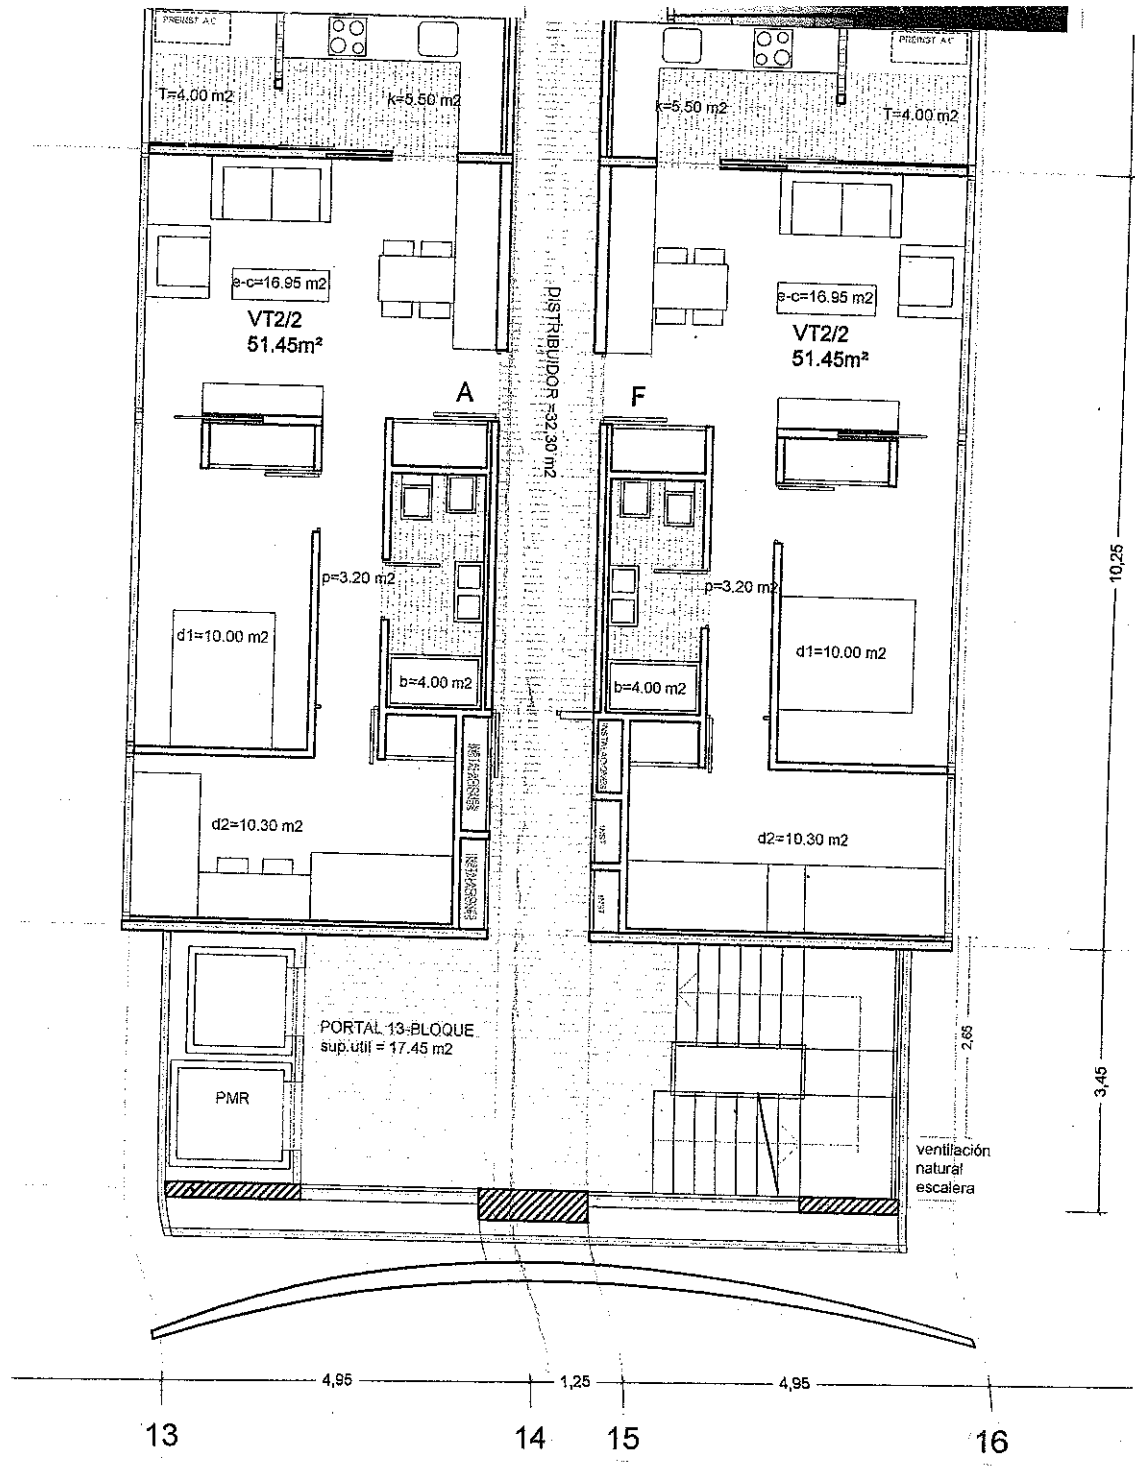 PREINST AC
PREINST AC
T=4.00 m2
k=5.50 m2
k=5.50 m2
T=4.00 m2
e-c=16.95 m2
VT2/2
51.45m²
e-c=16.95 m2
VT2/2
51.45m²
DISTRIBUIDOR =32.30 m2
A
F
10,25
p=3.20 m2
p=3.20 m2
d1=10.00 m2
d1=10.00 m2
b=4.00 m2
b=4.00 m2
INSTALACIONES
INSTALACIONES
d2=10.30 m2
INST
d2=10.30 m2
INSTALACIONES
INST
PORTAL 13-BLOQUE
sup.util = 17.45 m2
2,65
3,45
PMR
ventilación
natural
escalera
4,95
1,25
4,95
13
14
15
16